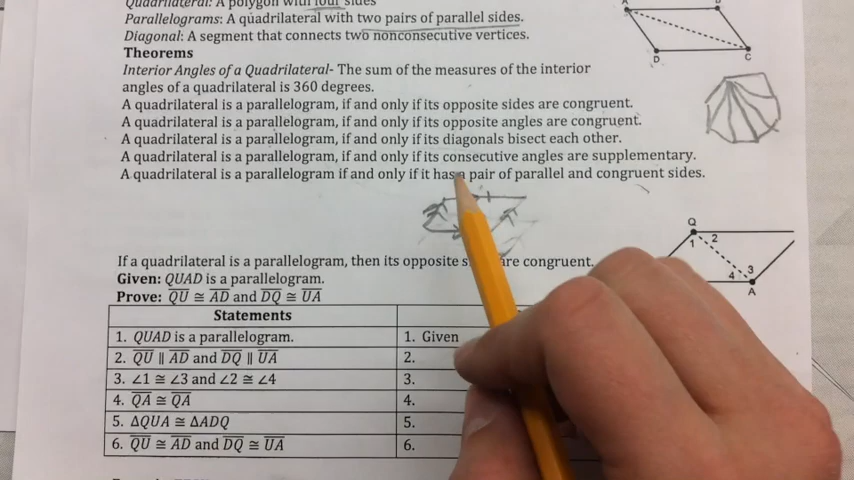 Quadrilateral: A polygon with four sides
Parallelograms: A quadrilateral with two pairs of parallel sides.
Diagonal: A segment that connects two nonconsecutive vertices.
Theorems
Interior Angles of a Quadrilateral- The sum of the measures of the interior
angles of a quadrilateral is 360 degrees.
A quadrilateral is a parallelogram, if and only if its opposite sides are congruent.
A quadrilateral is a parallelogram, if and only if its opposite angles are congruent.
A quadrilateral is a parallelogram, if and only if its diagonals bisect each other.
A quadrilateral is a parallelogram, if and only if its consecutive angles are supplementary.
A quadrilateral is a parallelogram if and only if it has a pair of parallel and congruent sides.
D
C
If a quadrilateral is a parallelogram, then its opposite s are congruent.
Given: QUAD is a parallelogram.
Prove: QU ≅ AD and DQ ≅ UA
Q
1 2
4 3
A
Statements
1. QUAD is a parallelogram. 1. Given
2. QU ∥ AD and DQ ∥ UA 2.
3. ∠1 ≅ ∠3 and ∠2 ≅ ∠4 3.
4. QA ≅ QA 4.
5. ΔQUA ≅ ΔADQ 5.
6. QU ≅ AD and DQ ≅ UA 6.